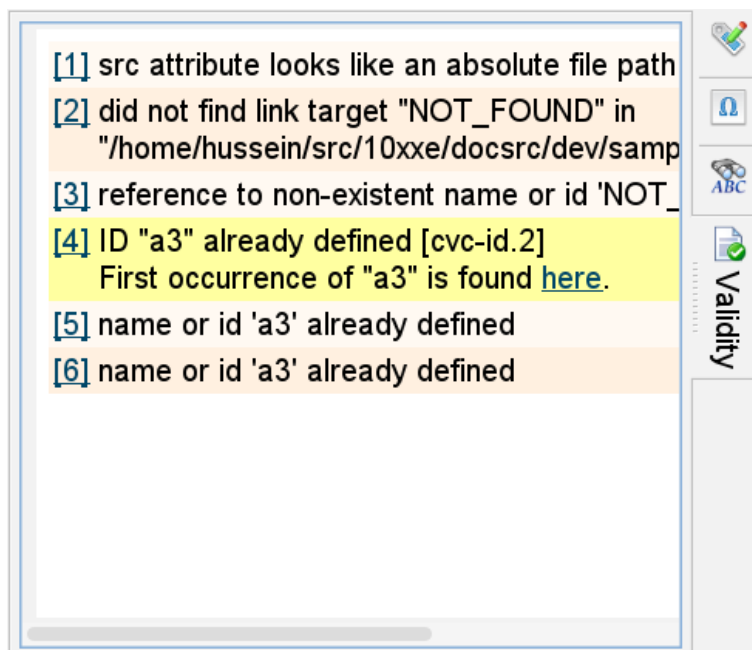 [1] src attribute looks like an absolute file path
[2] did not find link target "NOT_FOUND" in
"/home/hussein/src/10xxe/docsrc/dev/samp
[3] reference to non-existent name or id 'NOT_
[4] ID "a3" already defined [cvc-id.2]
First occurrence of "a3" is found here.
[5] name or id 'a3' already defined
[6] name or id 'a3' already defined
Ω
ABC
Validity